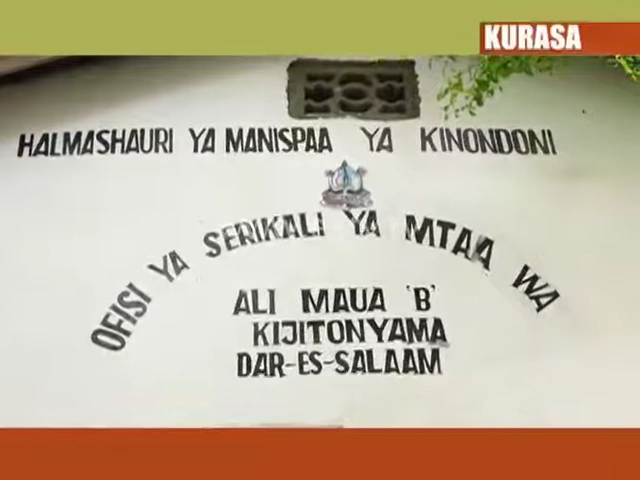 KURASA
HALMASHAURI YA MANISPAA YA KINONDONI
OFISI YA SERIKALI YA MTAA WA
ALI MAUA 'B'
KIJITONYAMA
DAR-ES-SALAAM